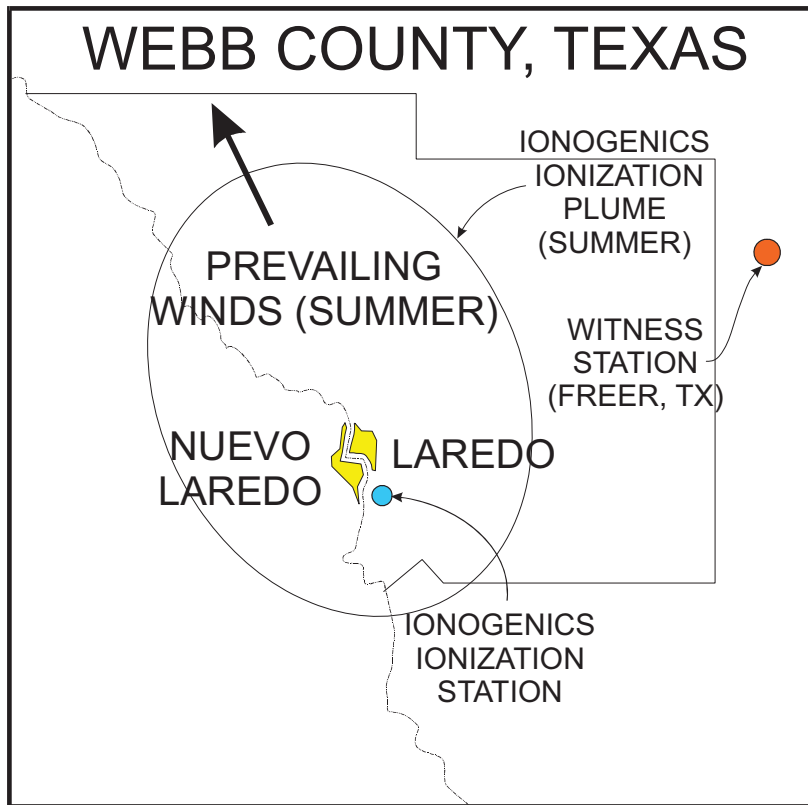 WEBB COUNTY, TEXAS
IONOGENICS
IONIZATION
PLUME
(SUMMER)
PREVAILING
WINDS (SUMMER)
WITNESS
STATION
(FREER, TX)
NUEVO
LAREDO
LAREDO
IONOGENICS
IONIZATION
STATION